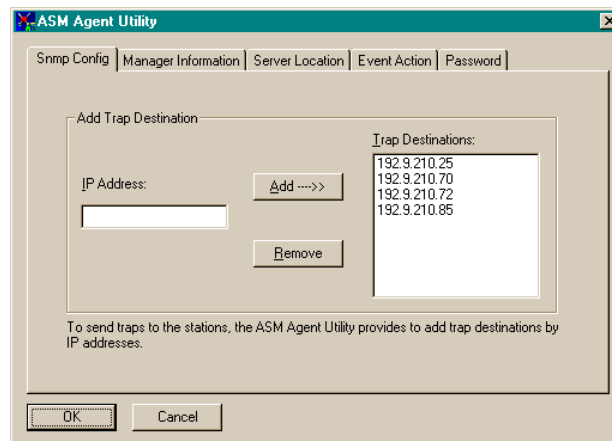 ASM Agent Utility
Snmp Config Manager Information Server Location Event Action Password
Add Trap Destination
Trap Destinations:
IP Address:
Add ---->>
Remove
192.9.210.25
192.9.210.70
192.9.210.72
192.9.210.85
To send traps to the stations, the ASM Agent Utility provides to add trap destinations by
IP addresses.
OK Cancel